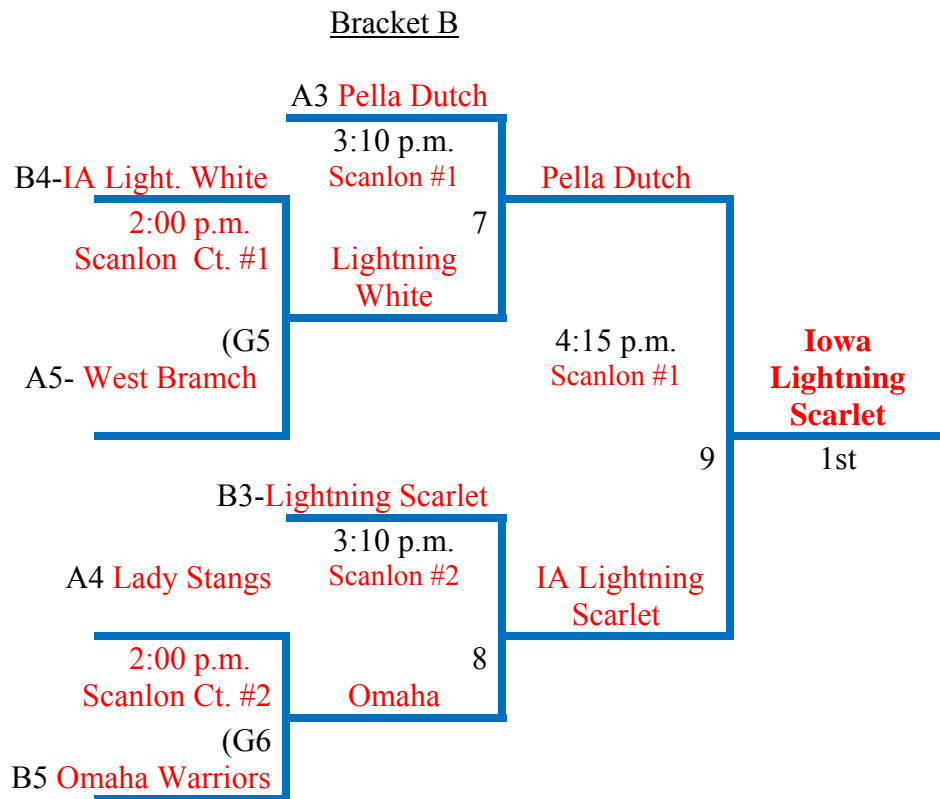 Bracket B
A3 Pella Dutch
3:10 p.m.
Scanlon #1
B4-IA Light. White
Pella Dutch
2:00 p.m.
Scanlon Ct. #1
7
Lightning
White
(G5
A5- West Bramch
4:15 p.m.
Scanlon #1
Iowa
Lightning
Scarlet
9
1st
B3-Lightning Scarlet
3:10 p.m.
Scanlon #2
A4 Lady Stangs
IA Lightning
Scarlet
2:00 p.m.
Scanlon Ct. #2
8
Omaha
(G6
B5 Omaha Warriors